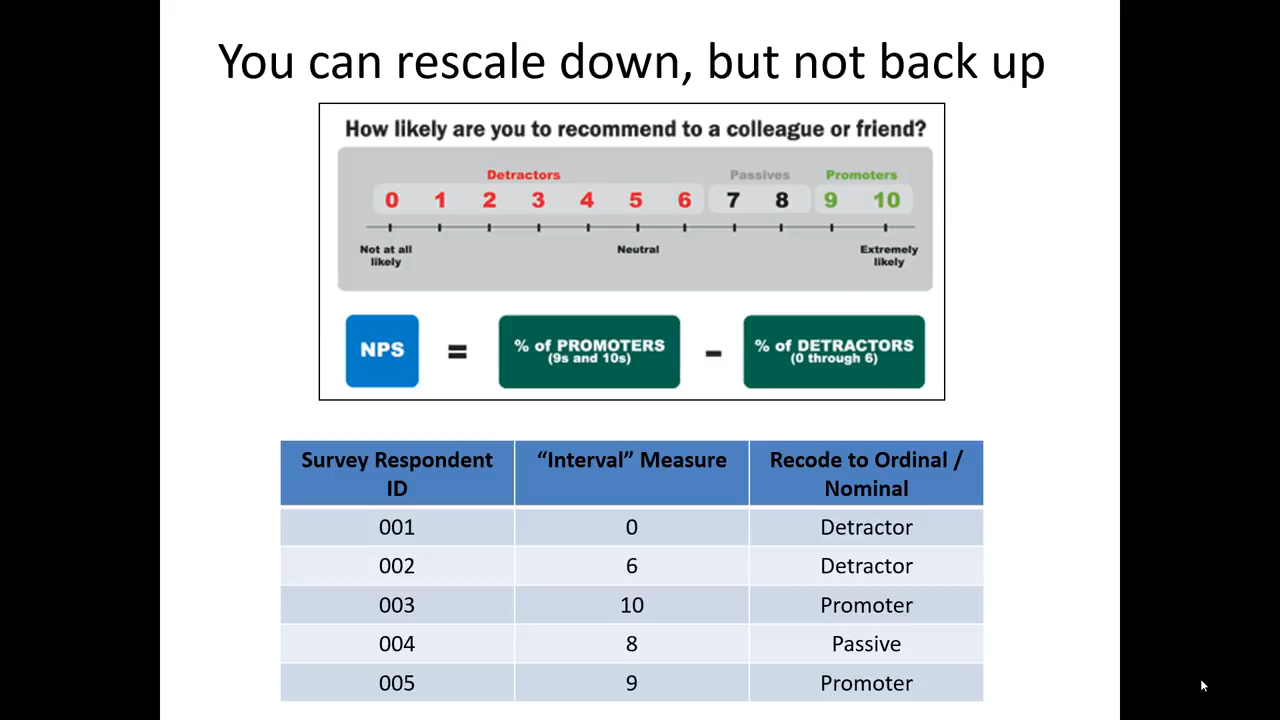 You can rescale down, but not back up
How likely are you to recommend to a colleague or friend?
Detractors Passives Promoters
0 1 2 3 4 5 6 7 8 9 10
Not at all likely Neutral Extremely likely
NPS = % of PROMOTERS (9s and 10s) - % of DETRACTORS (0 through 6)
Survey Respondent ID “Interval” Measure Recode to Ordinal / Nominal
001 0 Detractor
002 6 Detractor
003 10 Promoter
004 8 Passive
005 9 Promoter